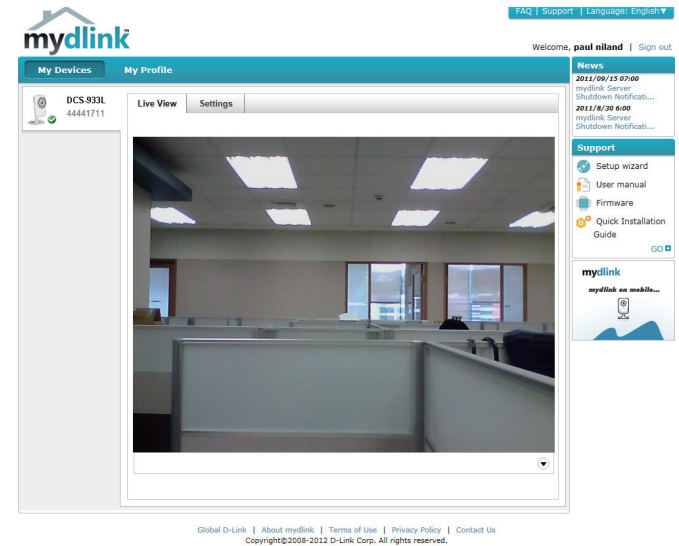 FAQ | Support | Language: English▼
mydlink
Welcome, paul niland | Sign out
My Devices
My Profile
DCS-933L
44441711
Live View
Settings
News
2011/09/15 07:00
mydlink Server
Shutdown Notificati...
2011/8/30 6:00
mydlink Server
Shutdown Notificati...
Support
Setup wizard
User manual
Firmware
Quick Installation
Guide
GO
mydlink
mydlink on mobile...
Global D-Link | About mydlink | Terms of Use | Privacy Policy | Contact Us
Copyright©2008-2012 D-Link Corp. All rights reserved.